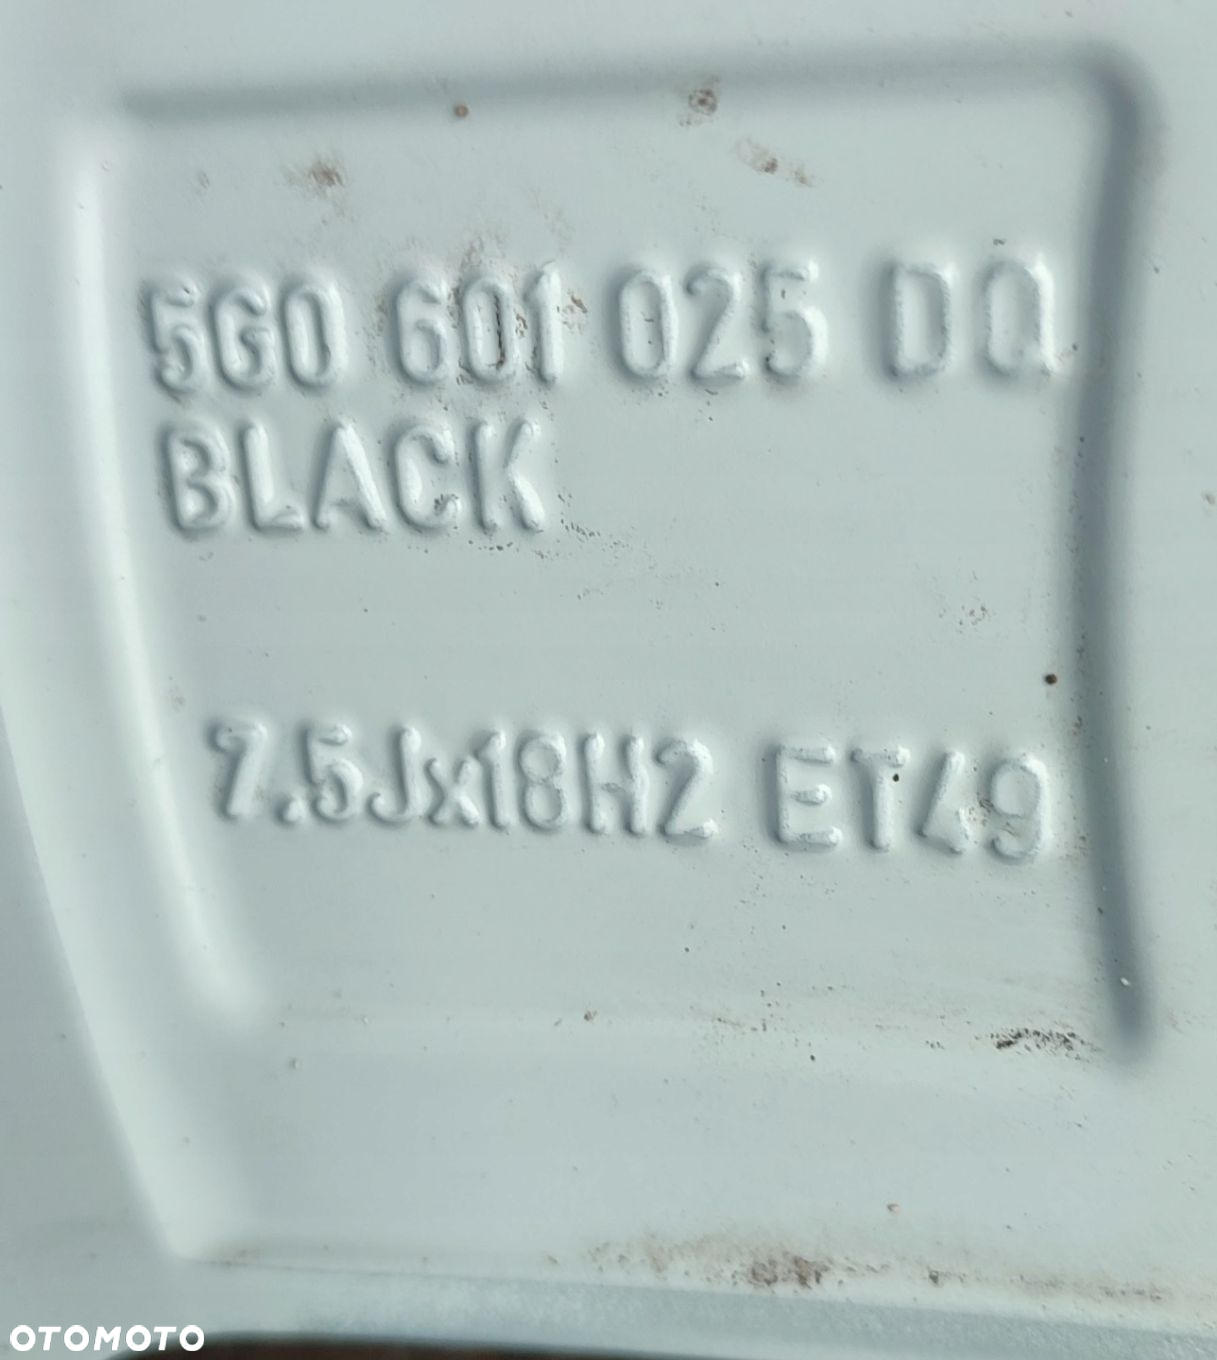 5G0 601 025 DQ
BLACK
7.5Jx18H2 ET49
OTOMOTO